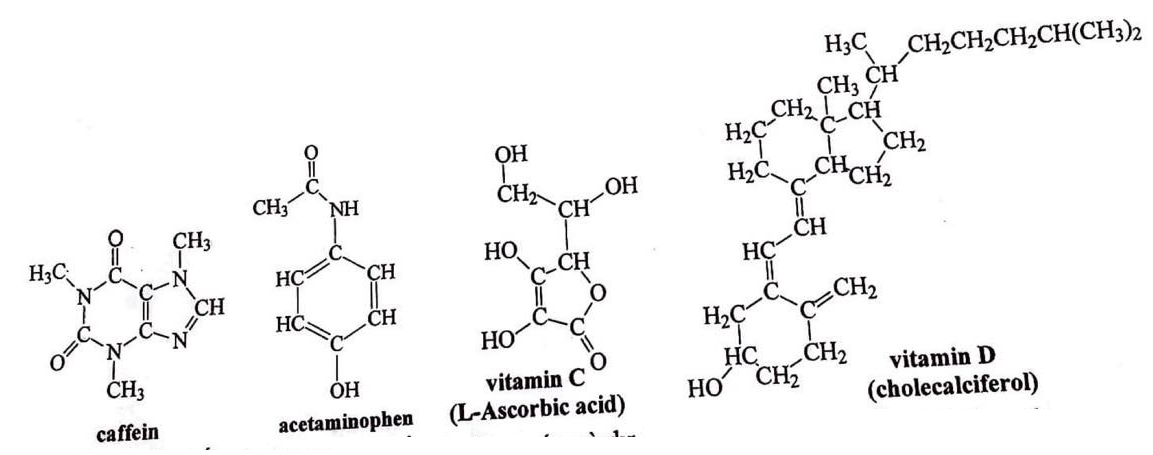 O
CH₃
H₃C
C
N
N
C
CH
C
C
N
O
N
CH₃
caffein
O
C
CH₃
NH
C
HC
CH
HC
CH
C
OH
acetaminophen
OH
CH₂
OH
CH
HO
CH
C
O
HO
C
C
O
vitamin C
(L-Ascorbic acid)
H₃C
CH₂CH₂CH₂CH(CH₃)₂
CH
CH₃
CH₂
CH
H₂C
C
CH₂
H₂C
CH
CH₂
C
CH
HC
C
CH₂
H₂C
C
HC
CH₂
HO
CH₂
vitamin D
(cholecalciferol)